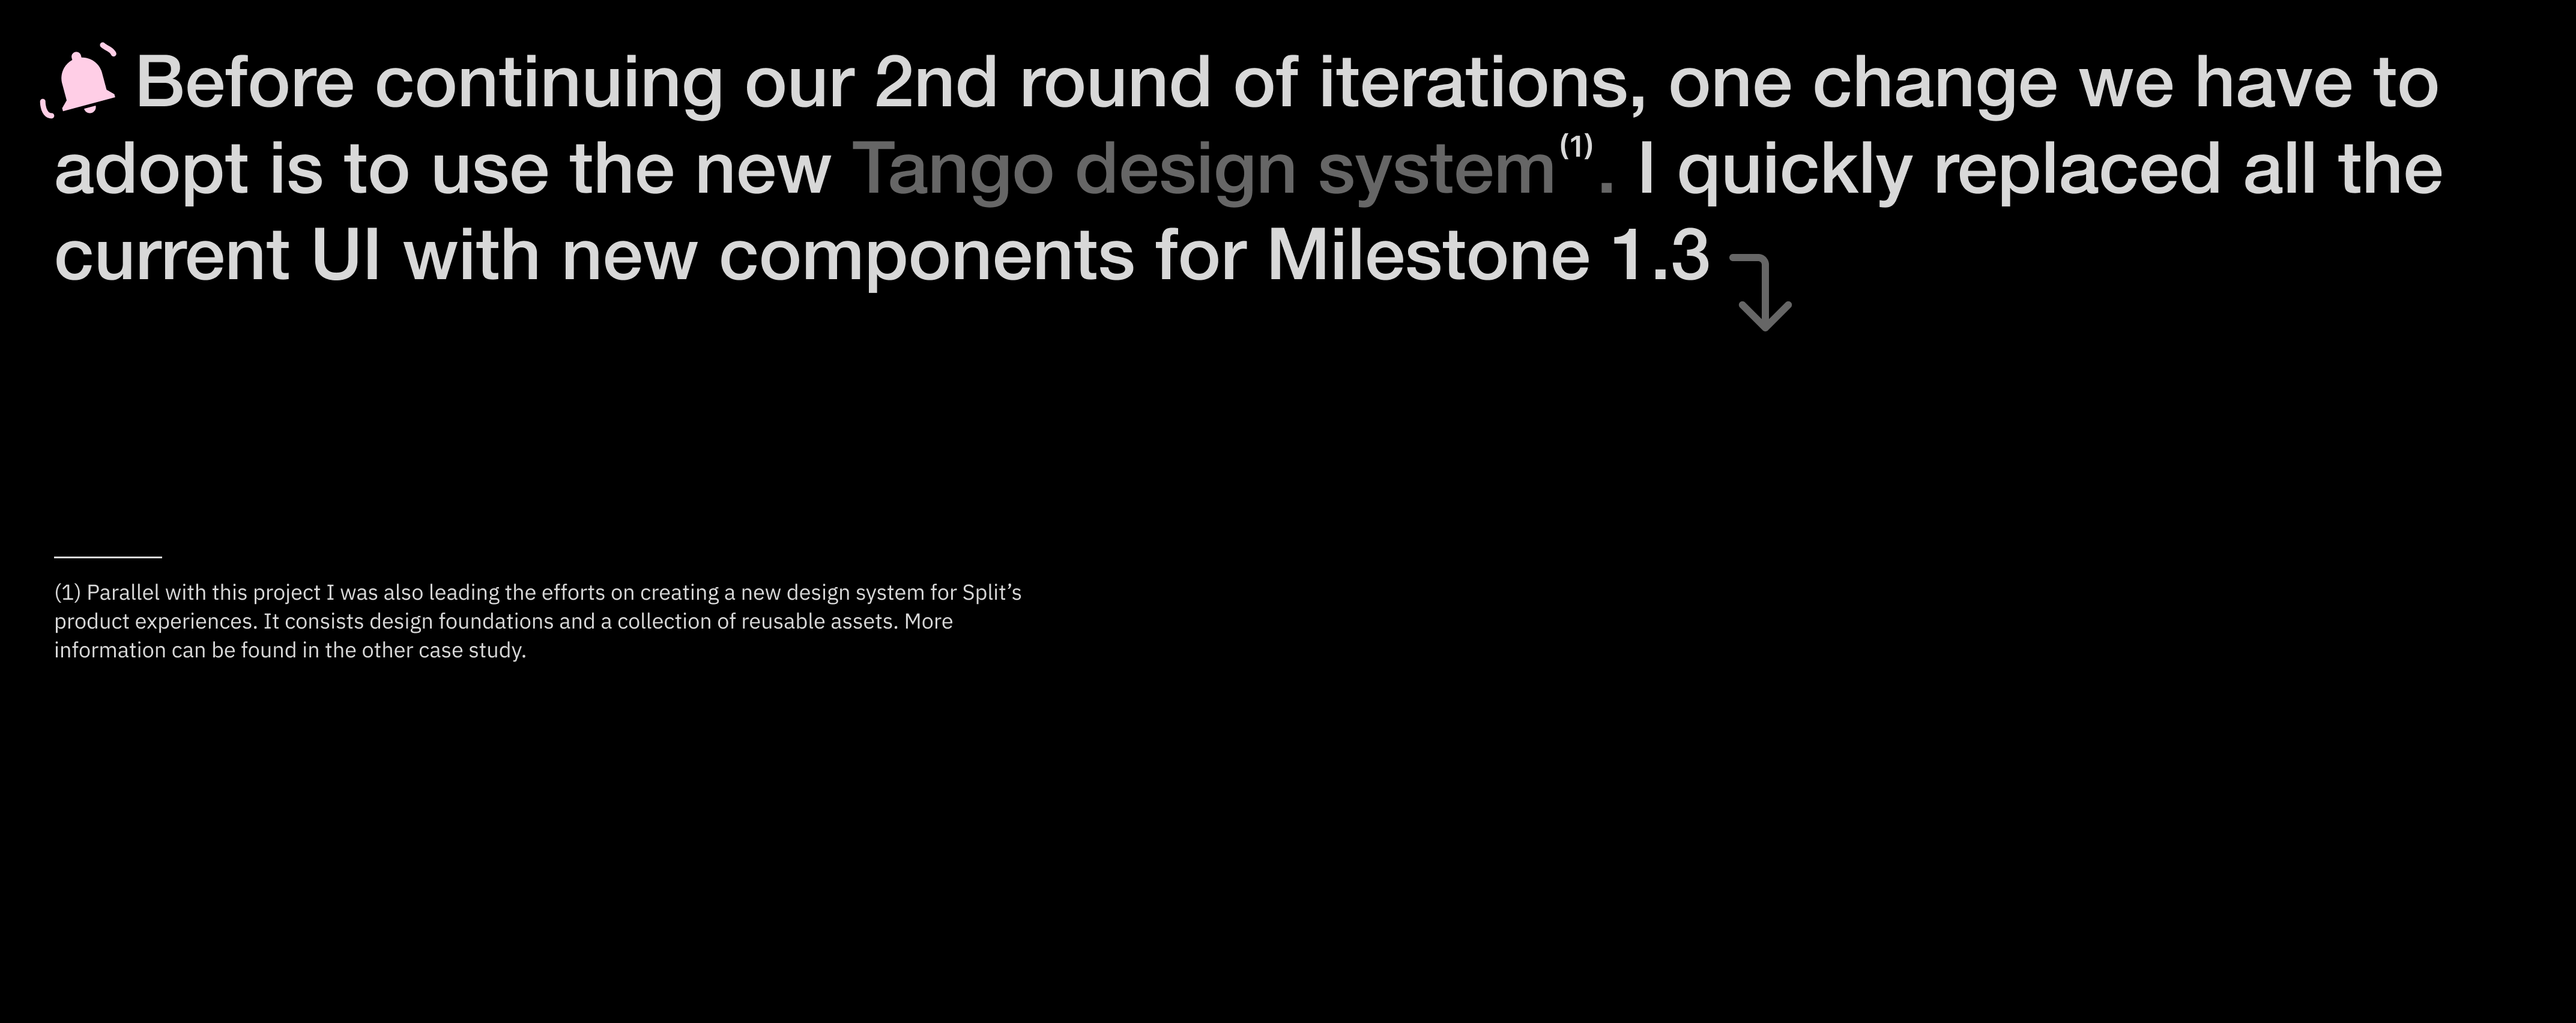 Before continuing our 2nd round of iterations, one change we have to
adopt is to use the new Tango design system(1). I quickly replaced all the
current UI with new components for Milestone 1.3
(1) Parallel with this project I was also leading the efforts on creating a new design system for Split’s
product experiences. It consists design foundations and a collection of reusable assets. More
information can be found in the other case study.